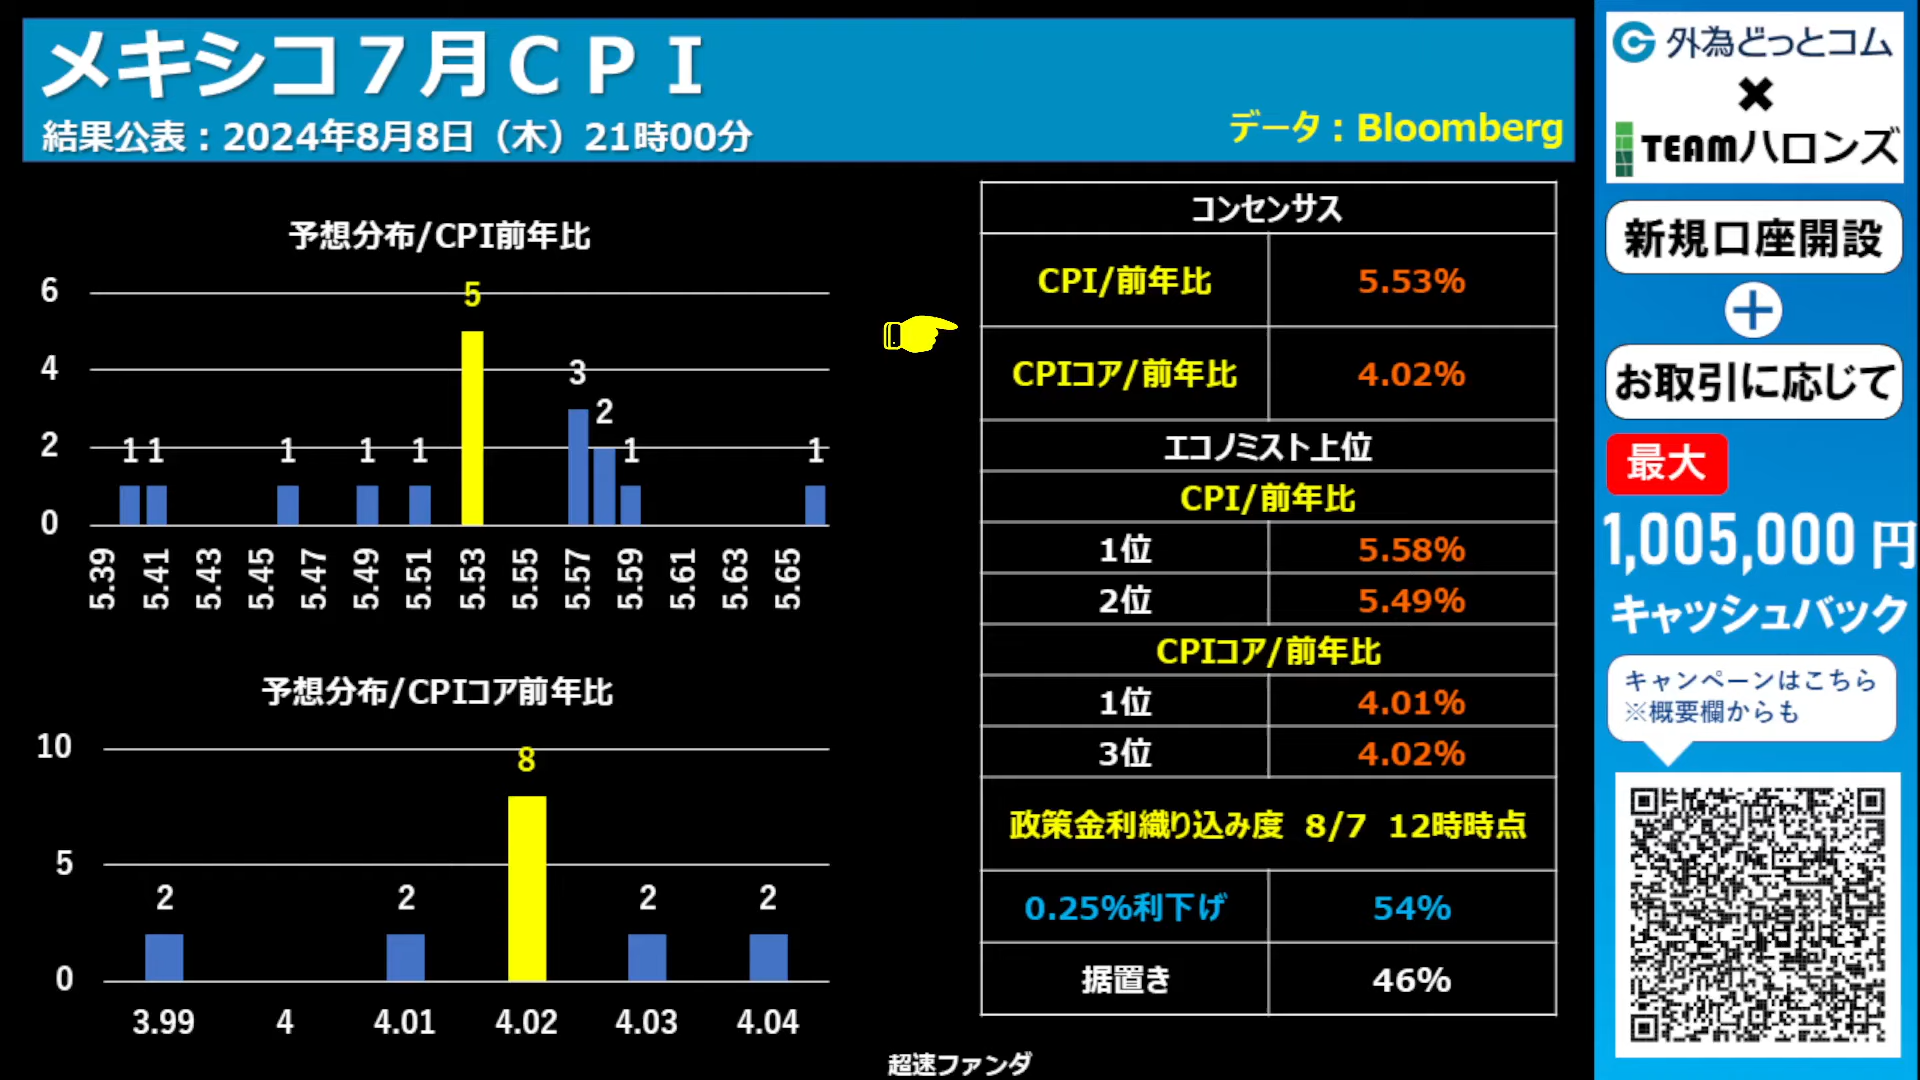 メキシコ７月ＣＰＩ
結果公表：2024年8月8日（木）21時00分
データ：Bloomberg
予想分布/CPI前年比
6
4
2
0
1 1 1 1 1 5 3 2 1 1
5.39 5.41 5.43 5.45 5.47 5.49 5.51 5.53 5.55 5.57 5.59 5.61 5.63 5.65
予想分布/CPIコア前年比
10
5
0
2 2 8 2 2
3.99 4 4.01 4.02 4.03 4.04
コンセンサス
CPI/前年比 5.53%
CPIコア/前年比 4.02%
エコノミスト上位
CPI/前年比
1位 5.58%
2位 5.49%
CPIコア/前年比
1位 4.01%
3位 4.02%
政策金利織り込み度 8/7 12時時点
0.25%利下げ 54%
据置き 46%
超速ファンダ
外為どっとコム
×
TEAMハロンズ
新規口座開設
＋
お取引に応じて
最大
1,005,000 円
キャッシュバック
キャンペーンはこちら
※概要欄からも